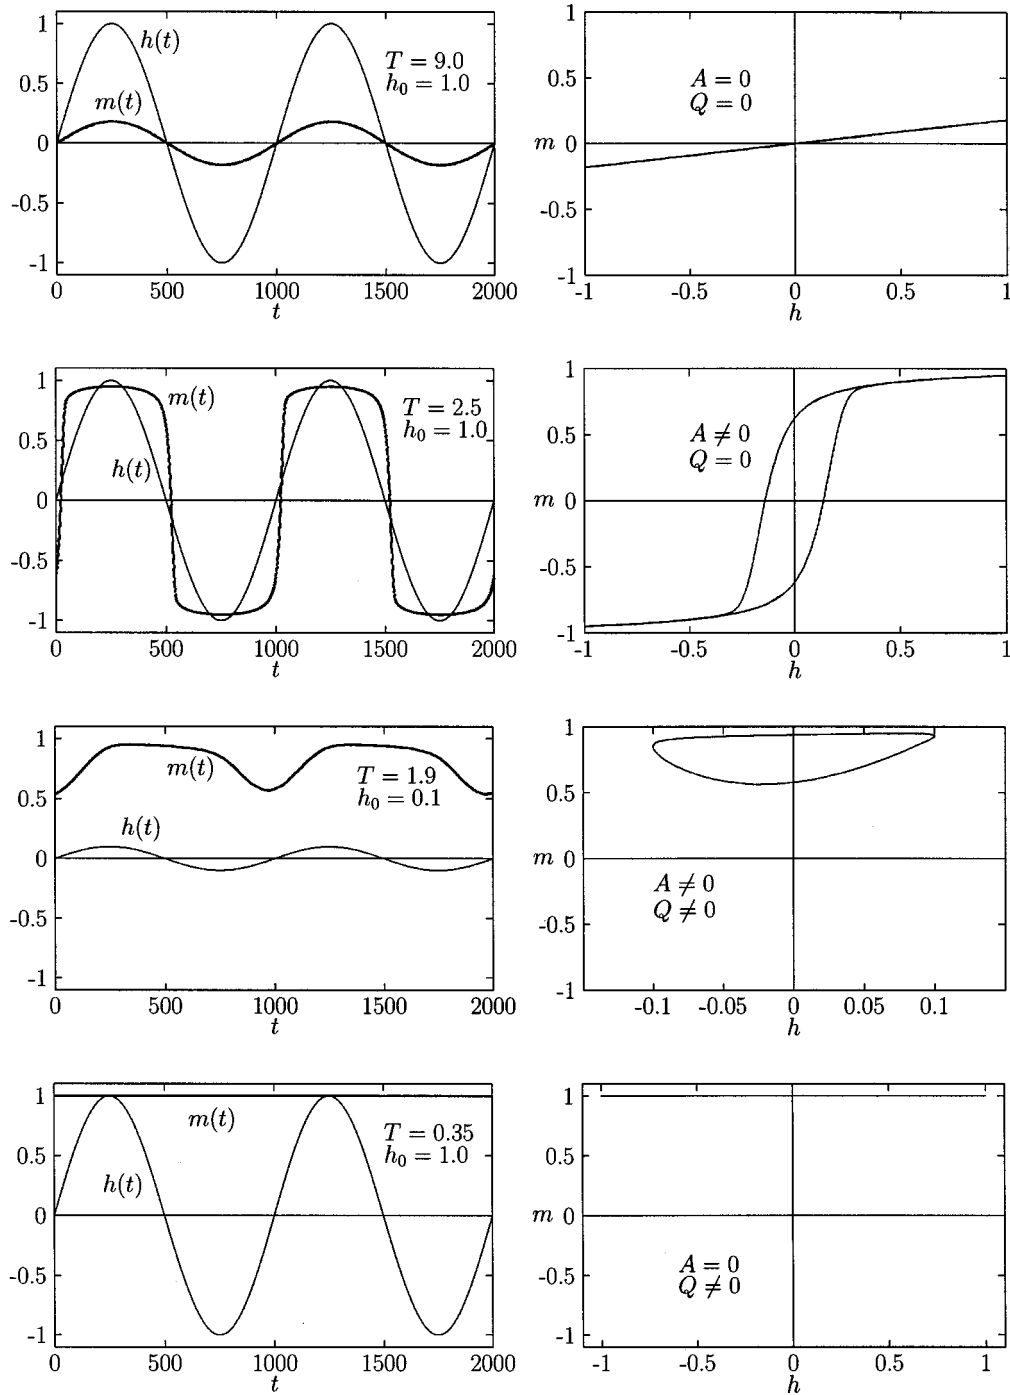 1
0.5
0
-0.5
-1
h(t)
m(t)
T = 9.0
h₀ = 1.0
0 500 1000 1500 2000
t
1
0.5
m 0
-0.5
-1
A = 0
Q = 0
-1 -0.5 0 0.5 1
h
1
0.5
0
-0.5
-1
m(t)
h(t)
T = 2.5
h₀ = 1.0
0 500 1000 1500 2000
t
1
0.5
m 0
-0.5
-1
A ≠ 0
Q = 0
-1 -0.5 0 0.5 1
h
1
0.5
0
-0.5
-1
m(t)
h(t)
T = 1.9
h₀ = 0.1
0 500 1000 1500 2000
t
1
0.5
m 0
-0.5
-1
A ≠ 0
Q ≠ 0
-0.1 -0.05 0 0.05 0.1
h
1
0.5
0
-0.5
-1
m(t)
h(t)
T = 0.35
h₀ = 1.0
0 500 1000 1500 2000
t
1
0.5
m 0
-0.5
-1
A = 0
Q ≠ 0
-1 -0.5 0 0.5 1
h